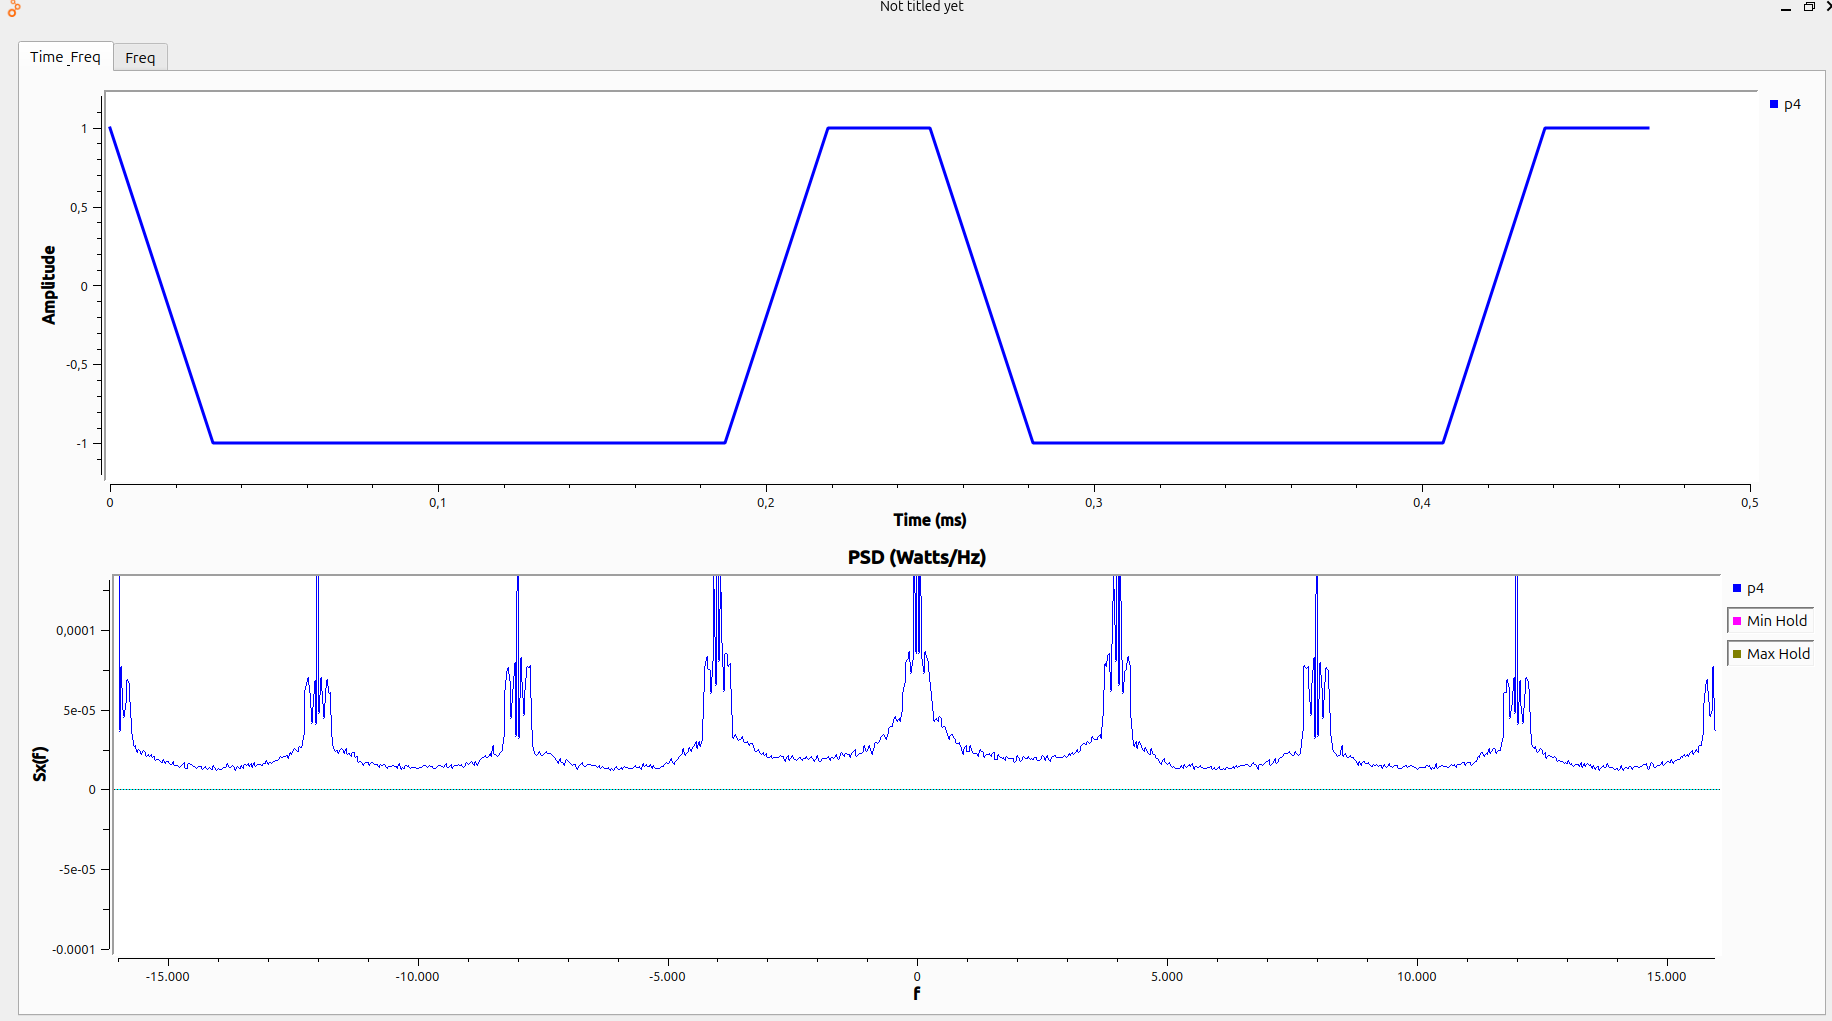 Not titled yet
Time_Freq
Freq
1
0,5
0
-0,5
-1
Amplitude
0
0,1
0,2
0,3
0,4
0,5
Time (ms)
p4
PSD (Watts/Hz)
0,0001
5e-05
0
-5e-05
-0.0001
Sx(f)
-15.000
-10.000
-5.000
0
5.000
10.000
15.000
f
p4
Min Hold
Max Hold